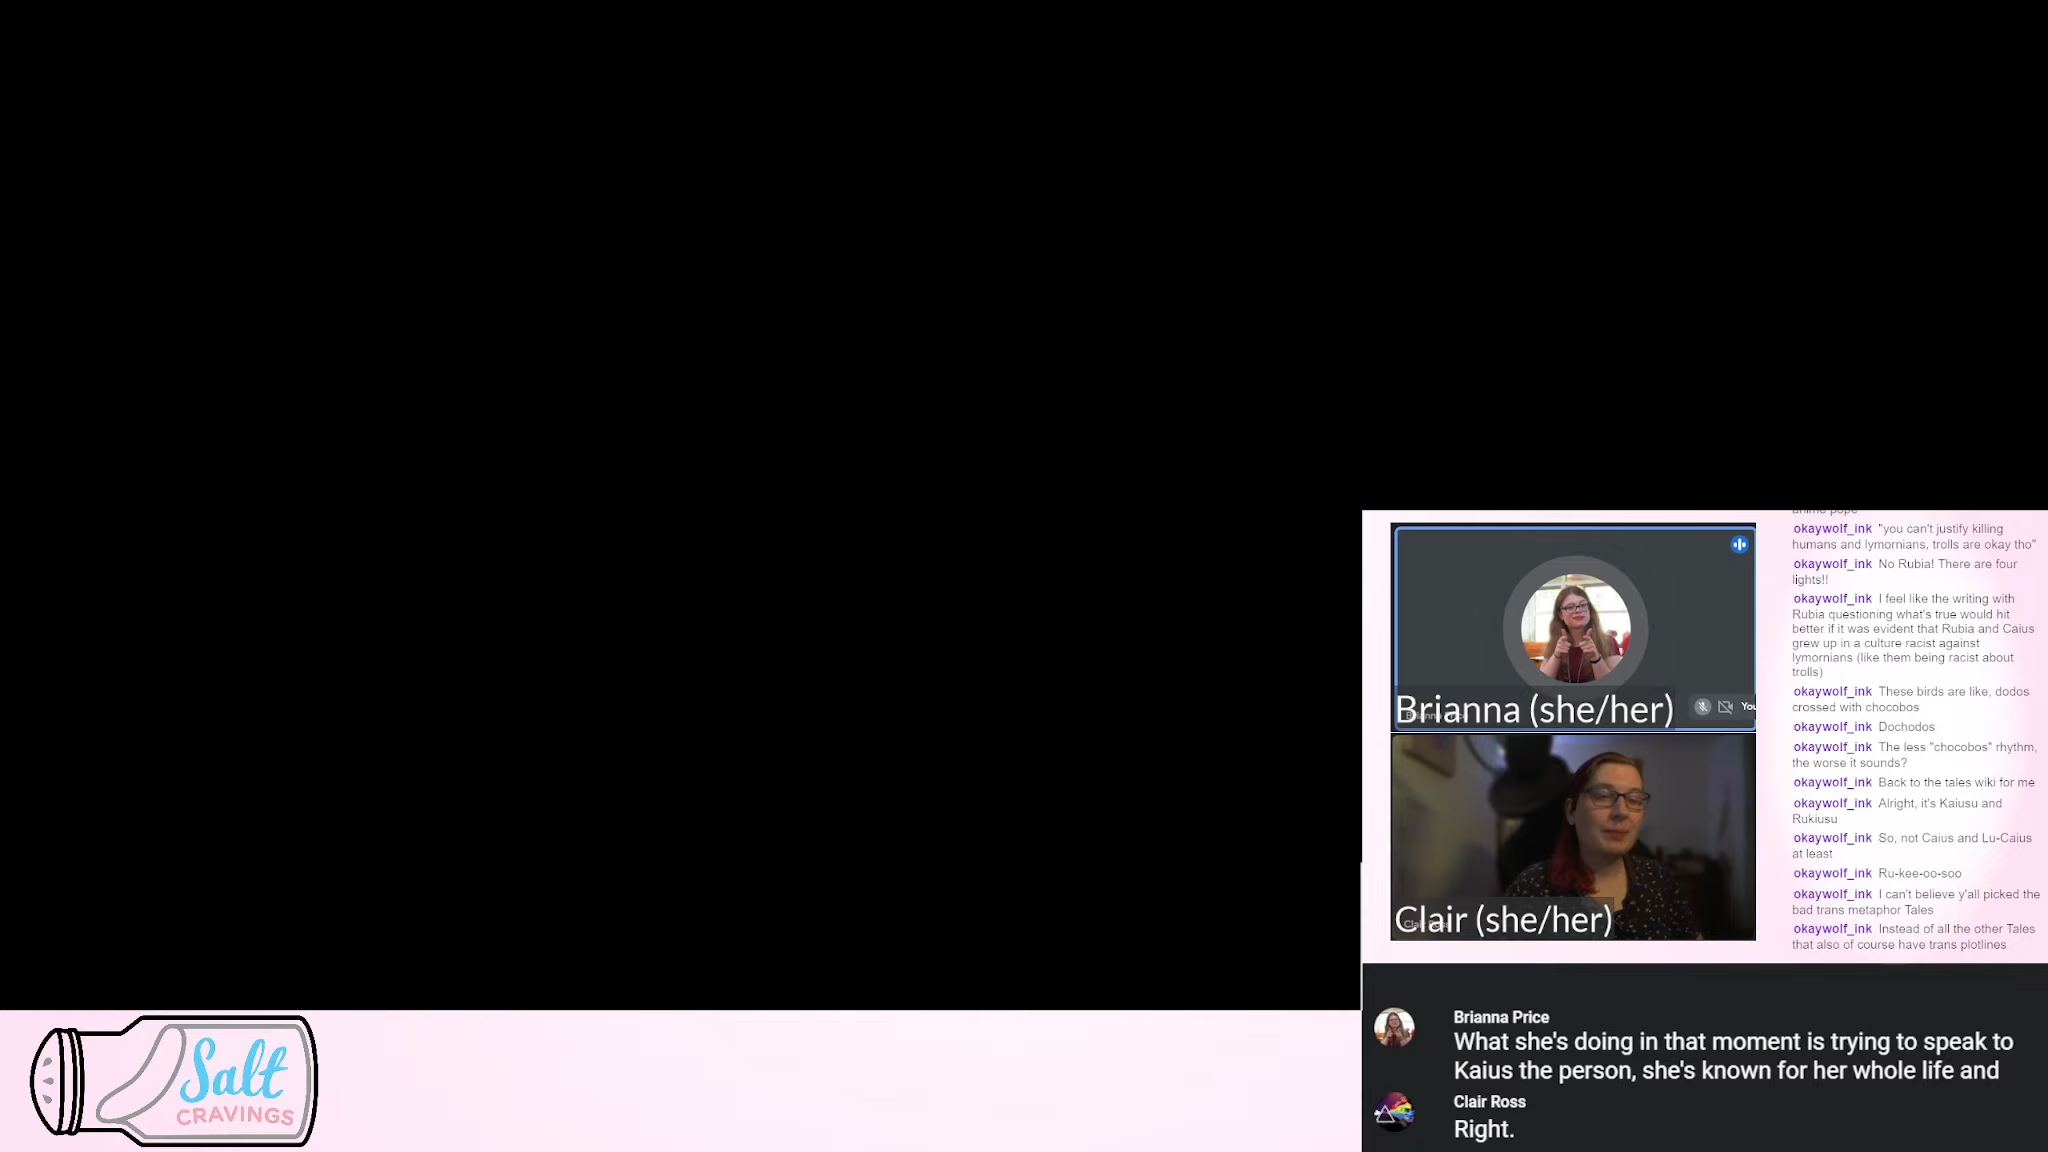 okaywolf_ink "you can't justify killing
humans and lymornians, trolls are okay tho"
okaywolf_ink No Rubia! There are four
lights!!
okaywolf_ink I feel like the writing with
Rubia questioning what's true would hit
better if it was evident that Rubia and Caius
grew up in a culture racist against
lymornians (like them being racist about
trolls)
okaywolf_ink These birds are like, dodos
crossed with chocobos
okaywolf_ink Dochodos
okaywolf_ink The less "chocobos" rhythm,
the worse it sounds?
okaywolf_ink Back to the tales wiki for me
okaywolf_ink Alright, it's Kaiusu and
Rukiusu
okaywolf_ink So, not Caius and Lu-Caius
at least
okaywolf_ink Ru-kee-oo-soo
okaywolf_ink I can't believe y'all picked the
bad trans metaphor Tales
okaywolf_ink Instead of all the other Tales
that also of course have trans plotlines
Brianna (she/her)
You
Clair (she/her)
Brianna Price
What she's doing in that moment is trying to speak to
Kaius the person, she's known for her whole life and
Clair Ross
Right.
Salt
CRAVINGS